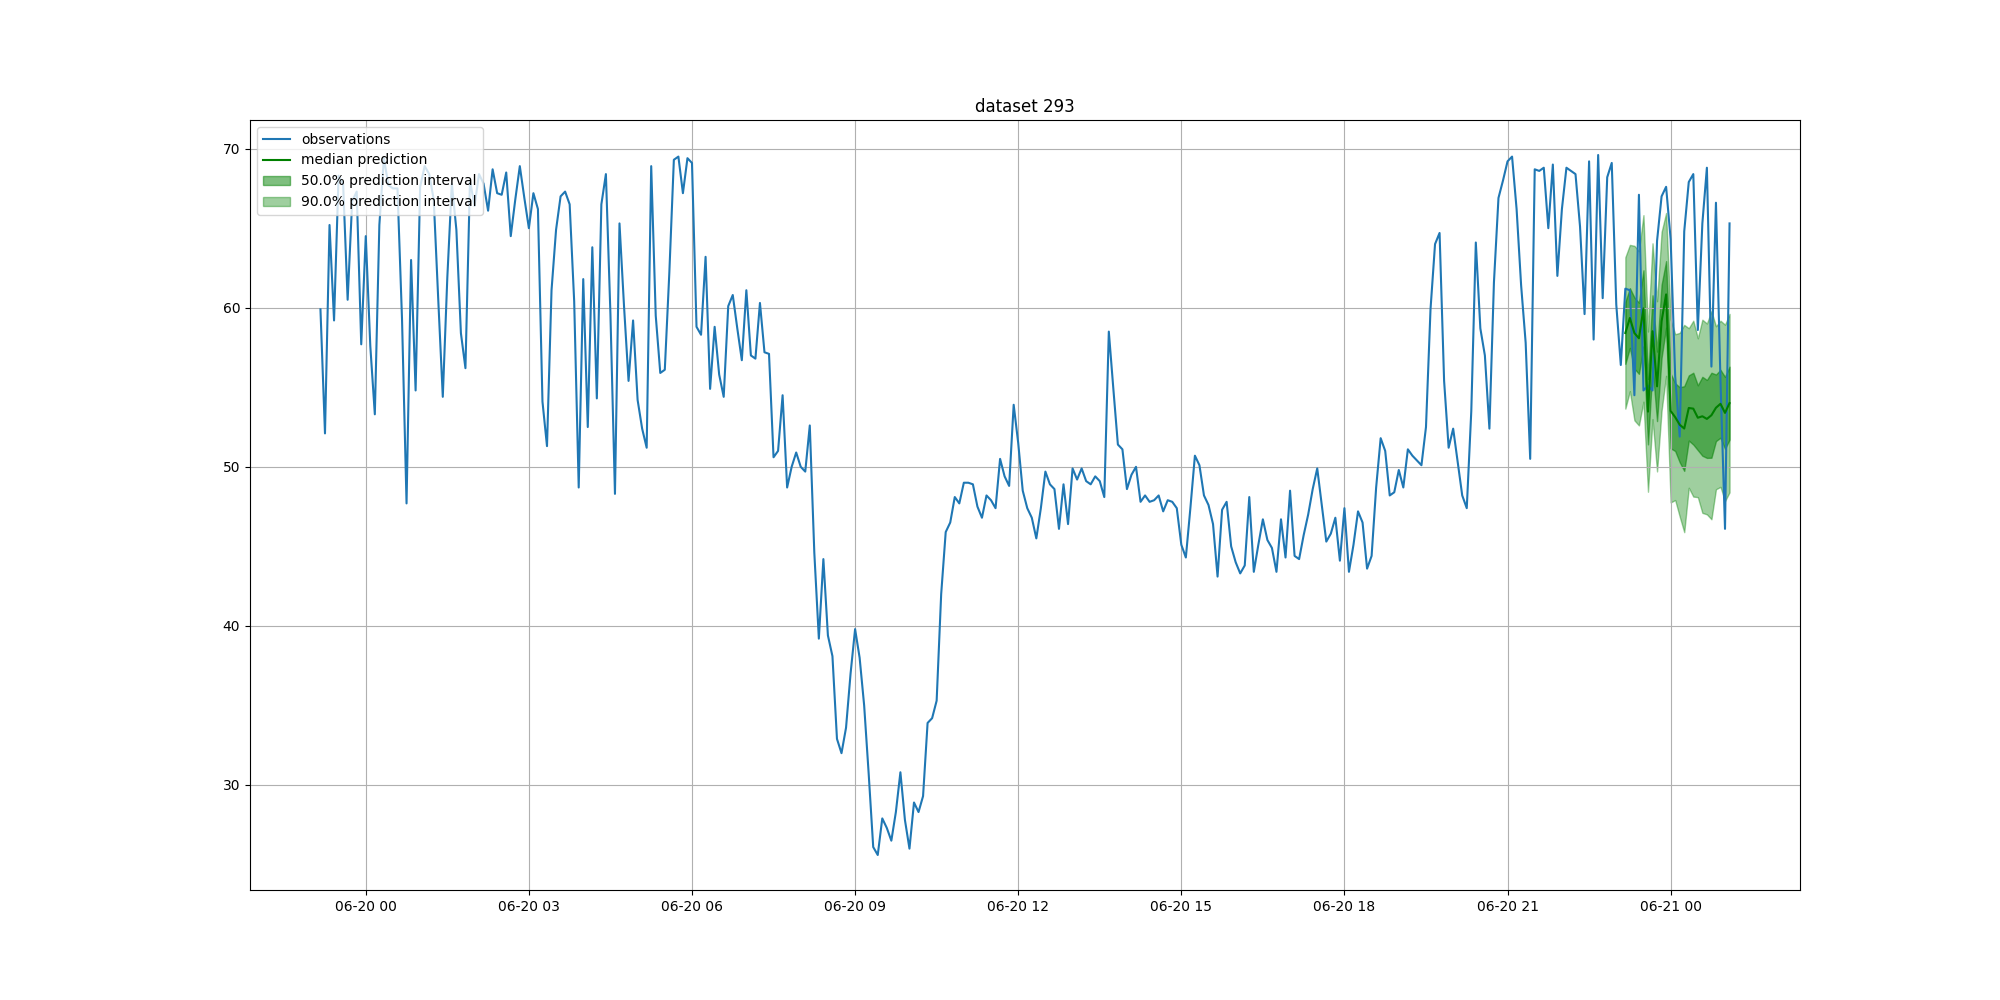 dataset 293
observations
median prediction
50.0% prediction interval
90.0% prediction interval
70
60
50
40
30
06-20 00 06-20 03 06-20 06 06-20 09 06-20 12 06-20 15 06-20 18 06-20 21 06-21 00